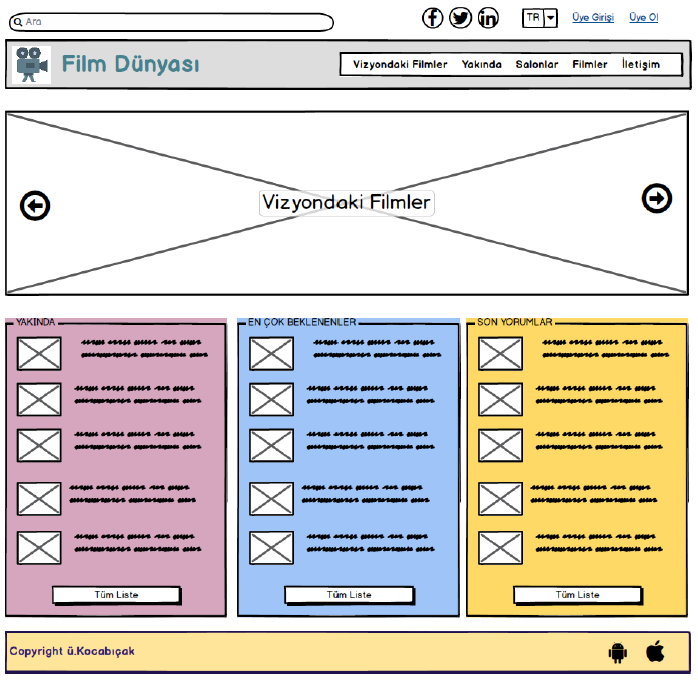 Ara
TR
Üye Girişi
Üye Ol
Film Dünyası
Vizyondaki Filmler
Yakında
Salonlar
Filmler
İletişim
Vizyondaki Filmler
YAKINDA
EN ÇOK BEKLENENLER
SON YORUMLAR
Tüm Liste
Tüm Liste
Tüm Liste
Copyright ü.Kocabıçak